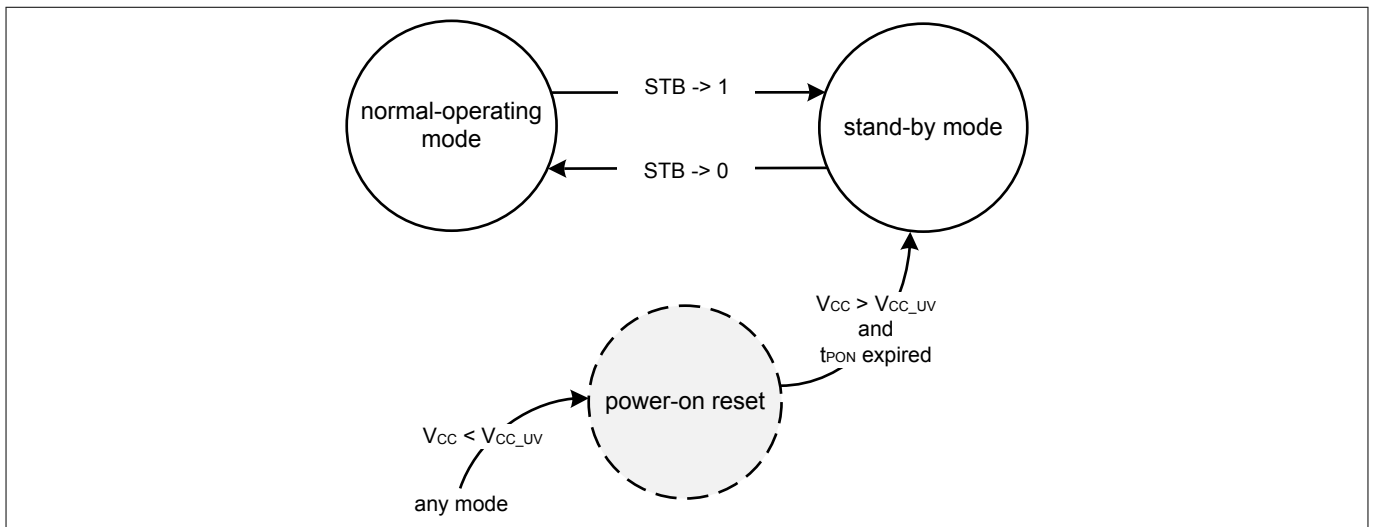 normal-operating
mode
STB -> 1
stand-by mode
STB -> 0
VCC > VCC_UV
and
tPON expired
power-on reset
VCC < VCC_UV
any mode